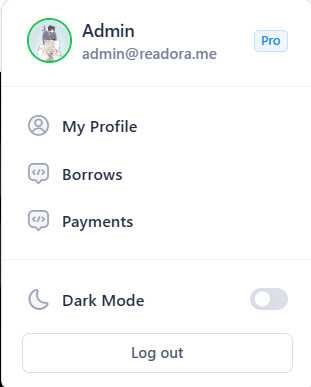 Admin
Pro
admin@readora.me
My Profile
Borrows
Payments
Dark Mode
Log out